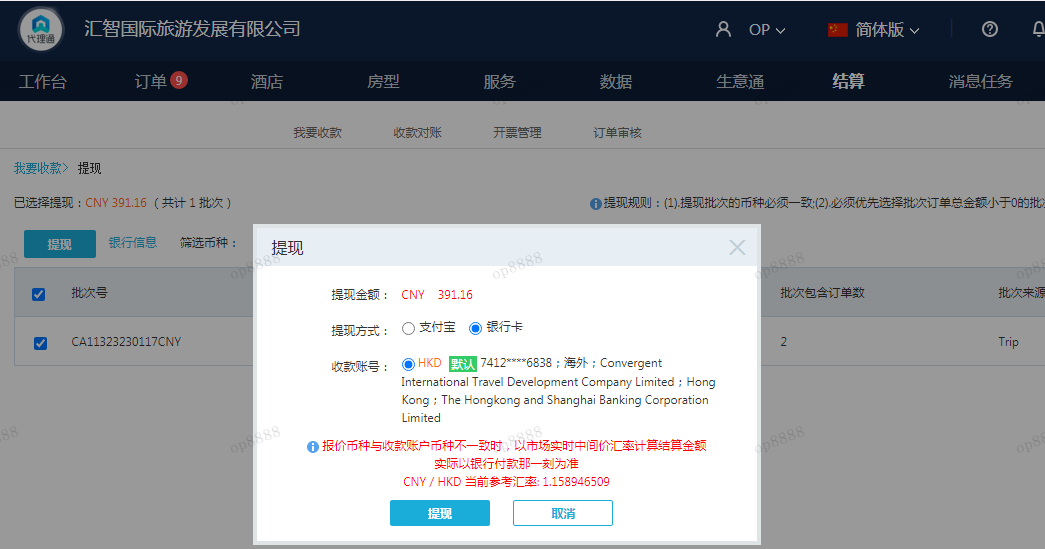 代理通
汇智国际旅游发展有限公司
OP
简体版
工作台
订单 9
酒店
房型
服务
数据
生意通
结算
消息任务
我要收款
收款对账
开票管理
订单审核
我要收款> 提现
已选择提现：CNY 391.16 （ 共计 1 批次 ）
提现规则：(1).提现批次的币种必须一致;(2).必须优先选择批次订单总金额小于0的批
提现
银行信息
筛选币种：
批次号
批次包含订单数
批次来源
CA11323230117CNY
2
Trip
提现
提现金额： CNY 391.16
提现方式： 支付宝 银行卡
收款账号： HKD 默认 7412****6838；海外；Convergent
International Travel Development Company Limited；Hong
Kong；The Hongkong and Shanghai Banking Corporation
Limited
报价币种与收款账户币种不一致时，以市场实时中间价汇率计算结算金额
实际以银行付款那一刻为准
CNY / HKD 当前参考汇率: 1.158946509
提现
取消
op8888
op8888
op8888
op8888
op8888
op8888